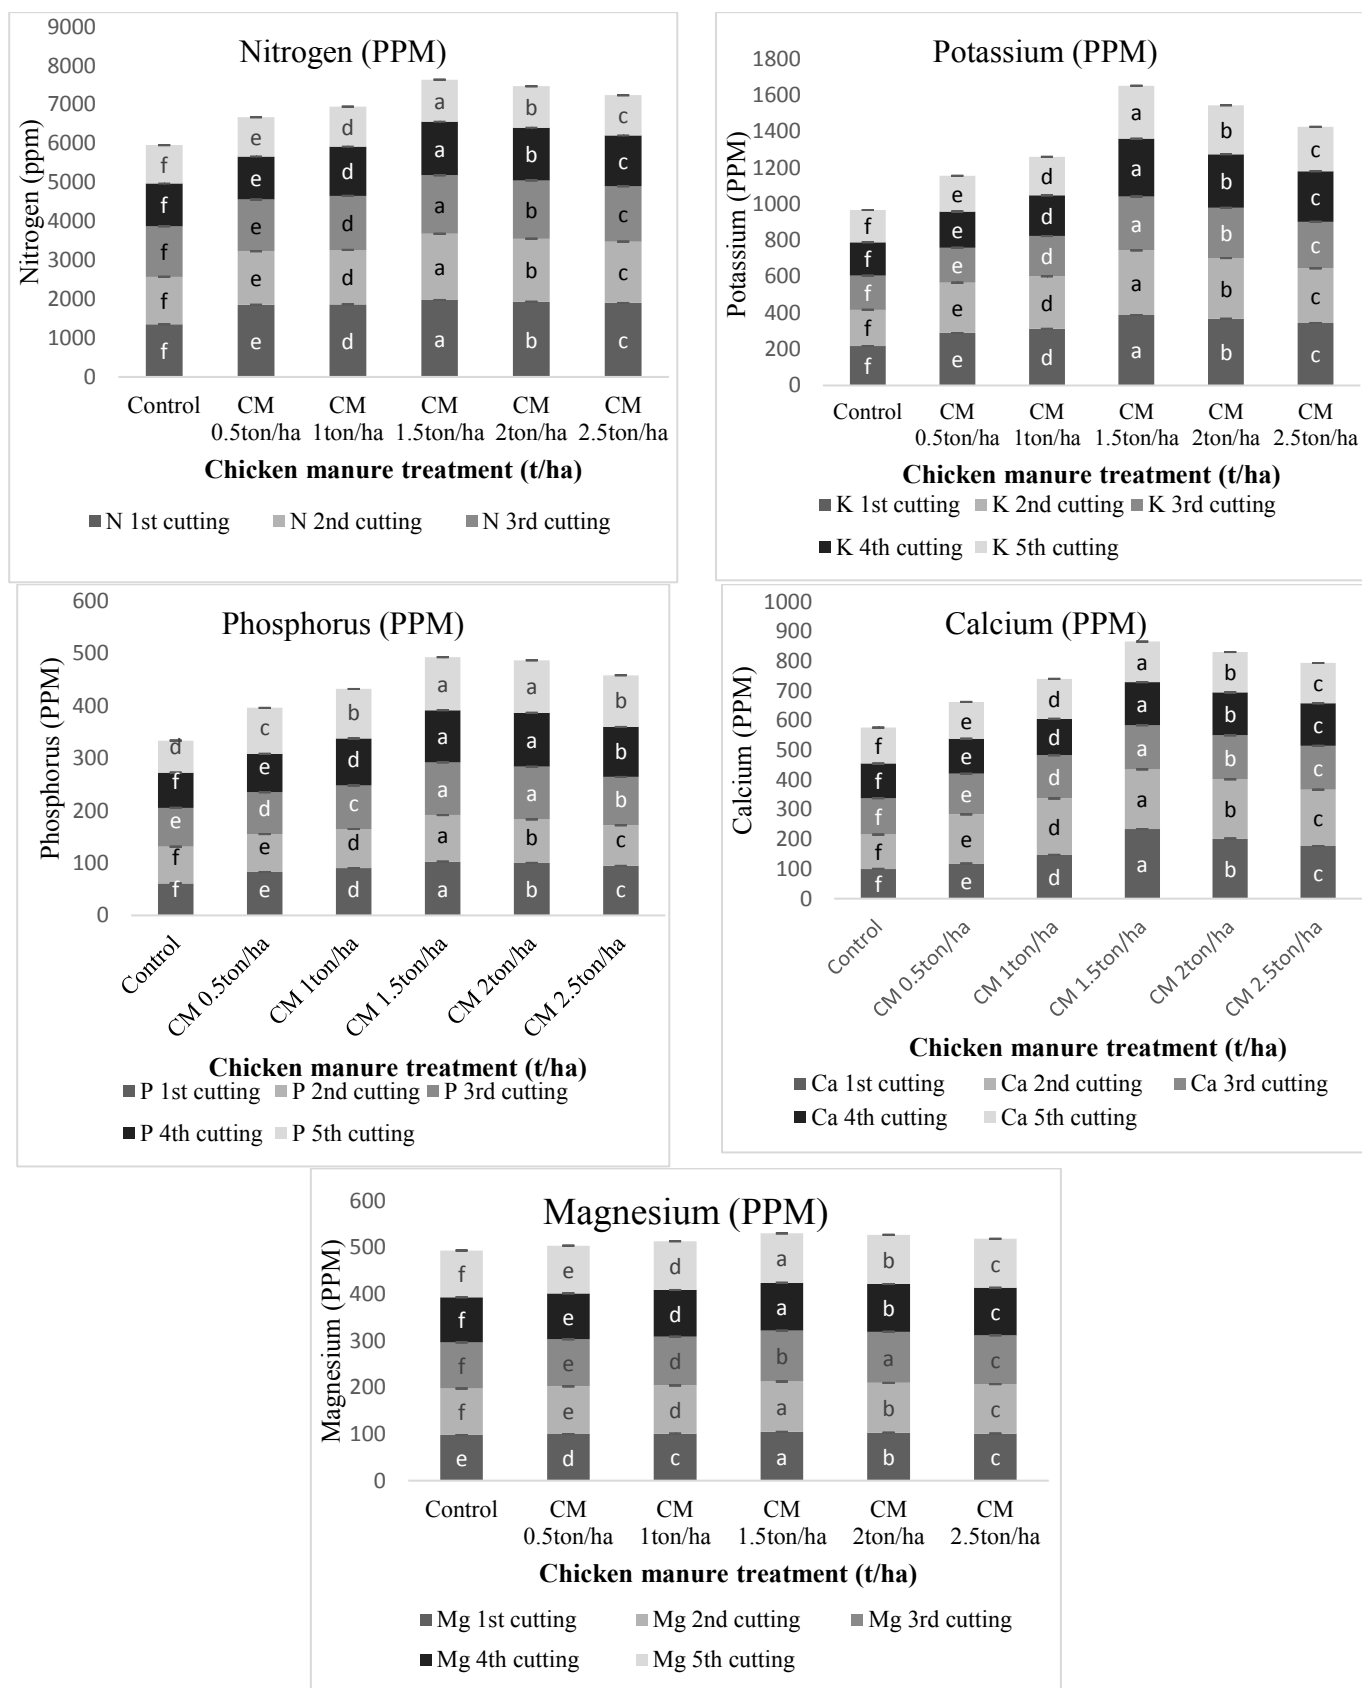 Nitrogen (PPM)
Nitrogen (ppm)
9000
8000
7000
6000
5000
4000
3000
2000
1000
0
f e d a b c
f e d a b c
f e d a b c
f e d a b c
f e d a b c
Control CM 0.5ton/ha CM 1ton/ha CM 1.5ton/ha CM 2ton/ha CM 2.5ton/ha
Chicken manure treatment (t/ha)
N 1st cutting N 2nd cutting N 3rd cutting
Potassium (PPM)
Potassium (PPM)
1800
1600
1400
1200
1000
800
600
400
200
0
f e d a b c
f e d a b c
f e d a b c
f e d a b c
f e d a b c
Control CM 0.5ton/ha CM 1ton/ha CM 1.5ton/ha CM 2ton/ha CM 2.5ton/ha
Chicken manure treatment (t/ha)
K 1st cutting K 2nd cutting K 3rd cutting
K 4th cutting K 5th cutting
Phosphorus (PPM)
Phosphorus (PPM)
600
500
400
300
200
100
0
d c b a a b
f e d a a b
e d c a a b
f e d a b c
f e d a b c
Control CM 0.5ton/ha CM 1ton/ha CM 1.5ton/ha CM 2ton/ha CM 2.5ton/ha
Chicken manure treatment (t/ha)
P 1st cutting P 2nd cutting P 3rd cutting
P 4th cutting P 5th cutting
Calcium (PPM)
Calcium (PPM)
1000
900
800
700
600
500
400
300
200
100
0
f e d a b c
f e d a b c
f e d a b c
f e d a b c
f e d a b c
Control CM 0.5ton/ha CM 1ton/ha CM 1.5ton/ha CM 2ton/ha CM 2.5ton/ha
Chicken manure treatment (t/ha)
Ca 1st cutting Ca 2nd cutting Ca 3rd cutting
Ca 4th cutting Ca 5th cutting
Magnesium (PPM)
Magnesium (PPM)
600
500
400
300
200
100
0
f e d a b c
f e d a b c
f e d b a c
f e d a b c
e d c a b c
Control CM 0.5ton/ha CM 1ton/ha CM 1.5ton/ha CM 2ton/ha CM 2.5ton/ha
Chicken manure treatment (t/ha)
Mg 1st cutting Mg 2nd cutting Mg 3rd cutting
Mg 4th cutting Mg 5th cutting